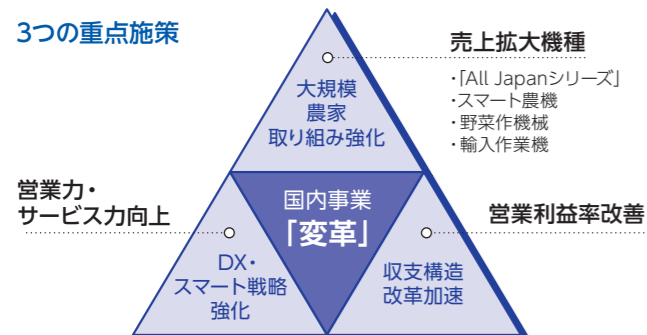 3つの重点施策
売上拡大機種
・「All Japanシリーズ」
・スマート農機
・野菜作機械
・輸入作業機
大規模
農家
取り組み強化
営業力・
サービス力向上
国内事業
「変革」
営業利益率改善
DX・
スマート戦略
強化
収支構造
改革加速